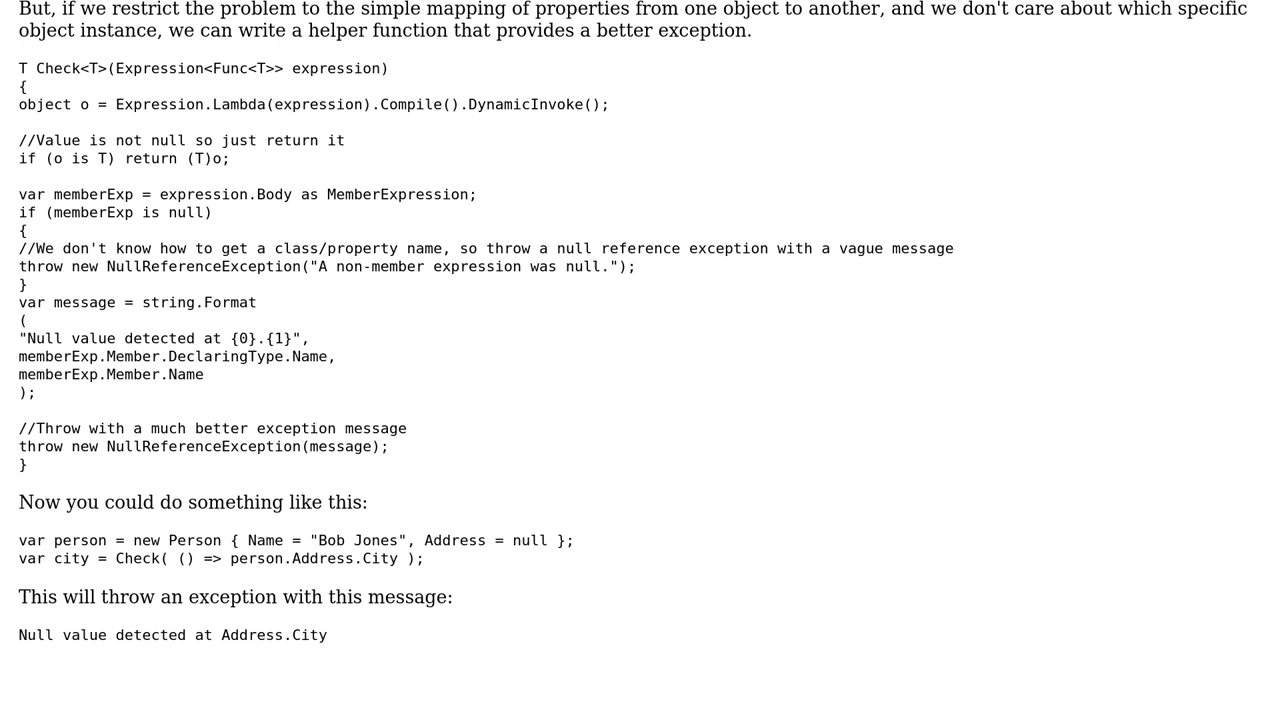 But, if we restrict the problem to the simple mapping of properties from one object to another, and we don't care about which specific
object instance, we can write a helper function that provides a better exception.
T Check<T>(Expression<Func<T>> expression)
{
object o = Expression.Lambda(expression).Compile().DynamicInvoke();
//Value is not null so just return it
if (o is T) return (T)o;
var memberExp = expression.Body as MemberExpression;
if (memberExp is null)
{
//We don't know how to get a class/property name, so throw a null reference exception with a vague message
throw new NullReferenceException("A non-member expression was null.");
}
var message = string.Format
(
"Null value detected at {0}.{1}",
memberExp.Member.DeclaringType.Name,
memberExp.Member.Name
);
//Throw with a much better exception message
throw new NullReferenceException(message);
}
Now you could do something like this:
var person = new Person { Name = "Bob Jones", Address = null };
var city = Check( () => person.Address.City );
This will throw an exception with this message:
Null value detected at Address.City